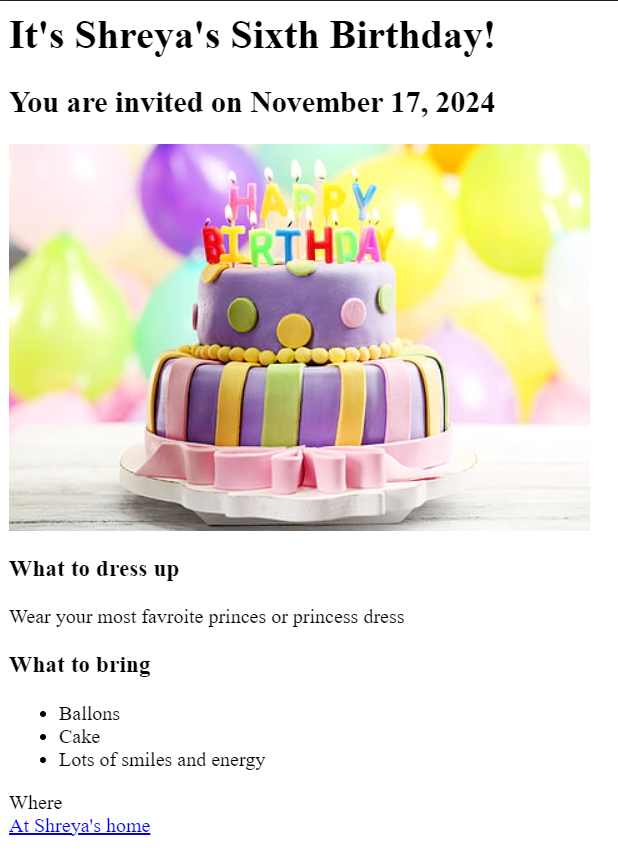 It's Shreya's Sixth Birthday!
You are invited on November 17, 2024
HAPPY
BIRTHDAY
What to dress up
Wear your most favroite princes or princess dress
What to bring
Ballons
Cake
Lots of smiles and energy
Where
At Shreya's home